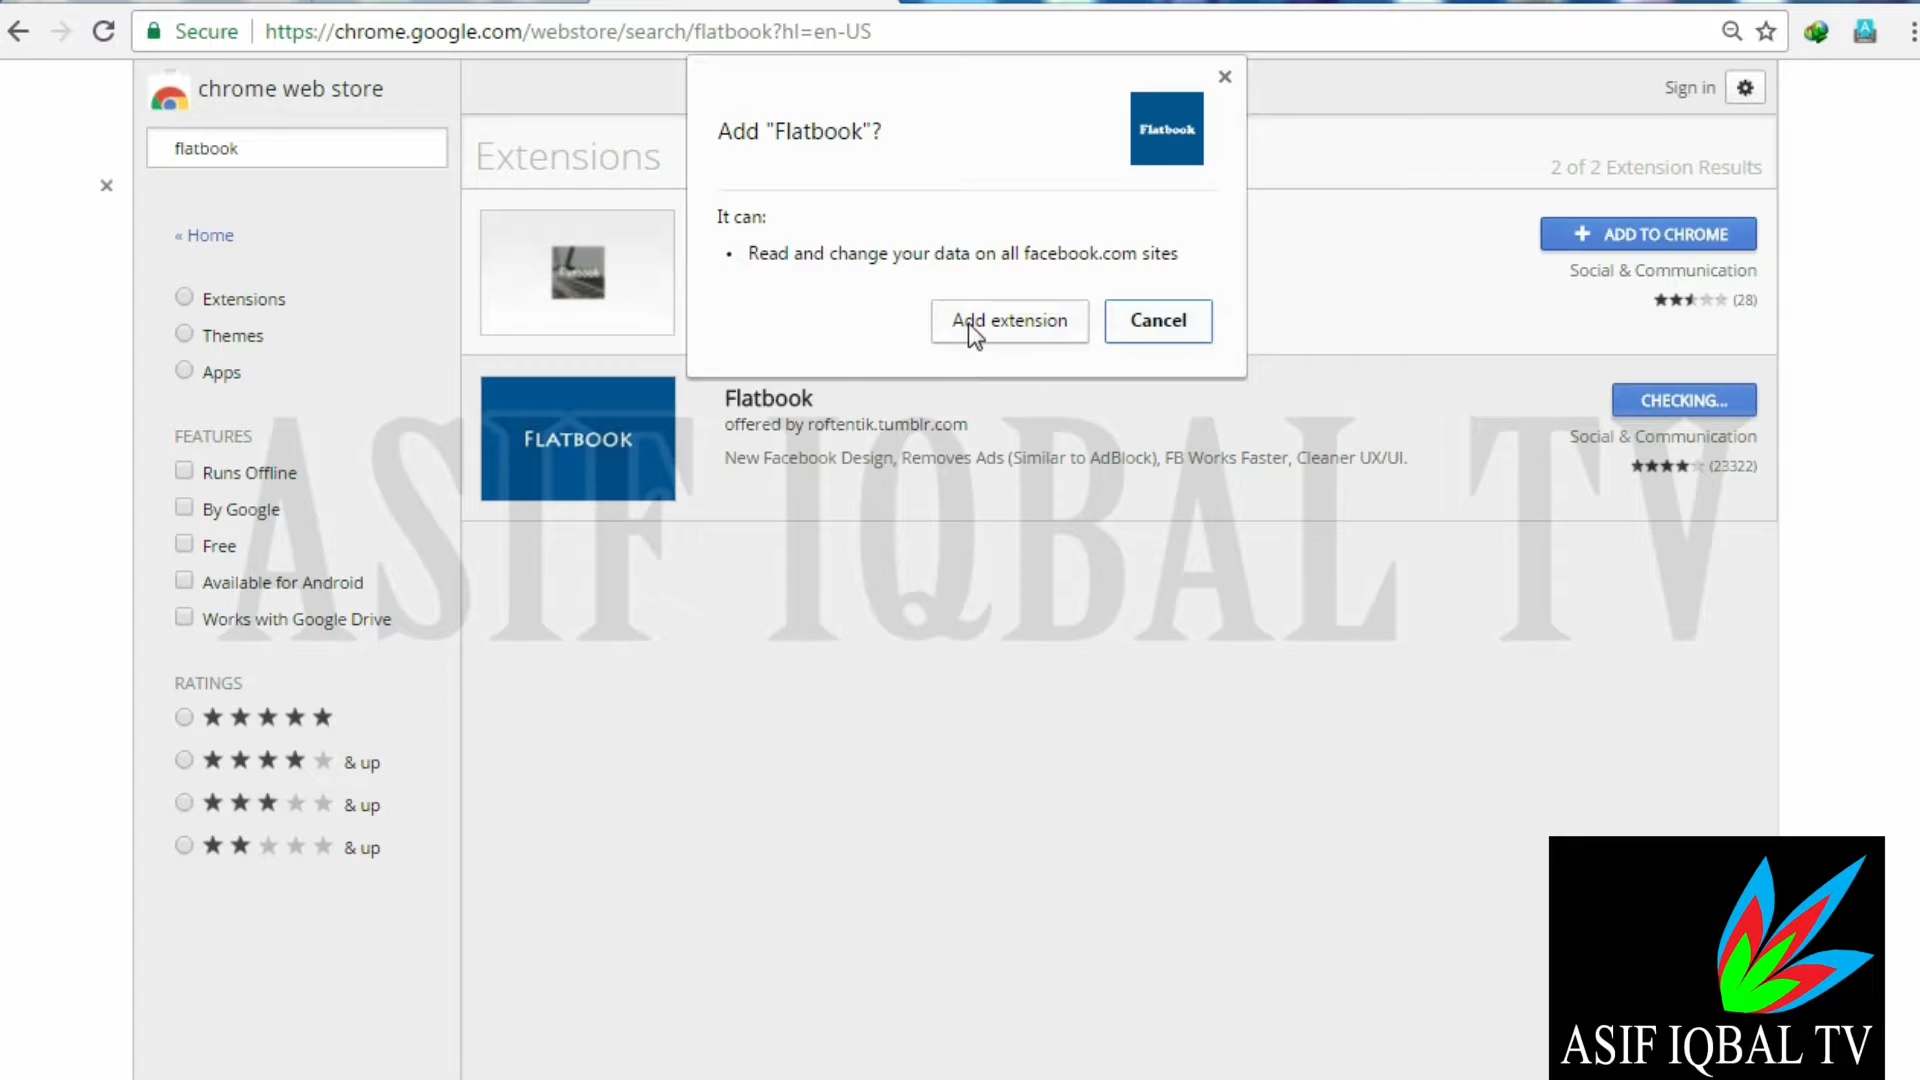 Secure https://chrome.google.com/webstore/search/flatbook?hl=en-US
chrome web store
Sign in
flatbook
Extensions
2 of 2 Extension Results
Add "Flatbook"?
Flatbook
It can:
• Read and change your data on all facebook.com sites
Add extension
Cancel
« Home
Extensions
Themes
Apps
FEATURES
Runs Offline
By Google
Free
Available for Android
Works with Google Drive
RATINGS
& up
& up
& up
+ ADD TO CHROME
Social & Communication
(28)
FLATBOOK
Flatbook
offered by roftentik.tumblr.com
New Facebook Design, Removes Ads (Similar to AdBlock), FB Works Faster, Cleaner UX/UI.
CHECKING...
Social & Communication
(23322)
ASIF IQBAL TV
ASIF IQBAL TV